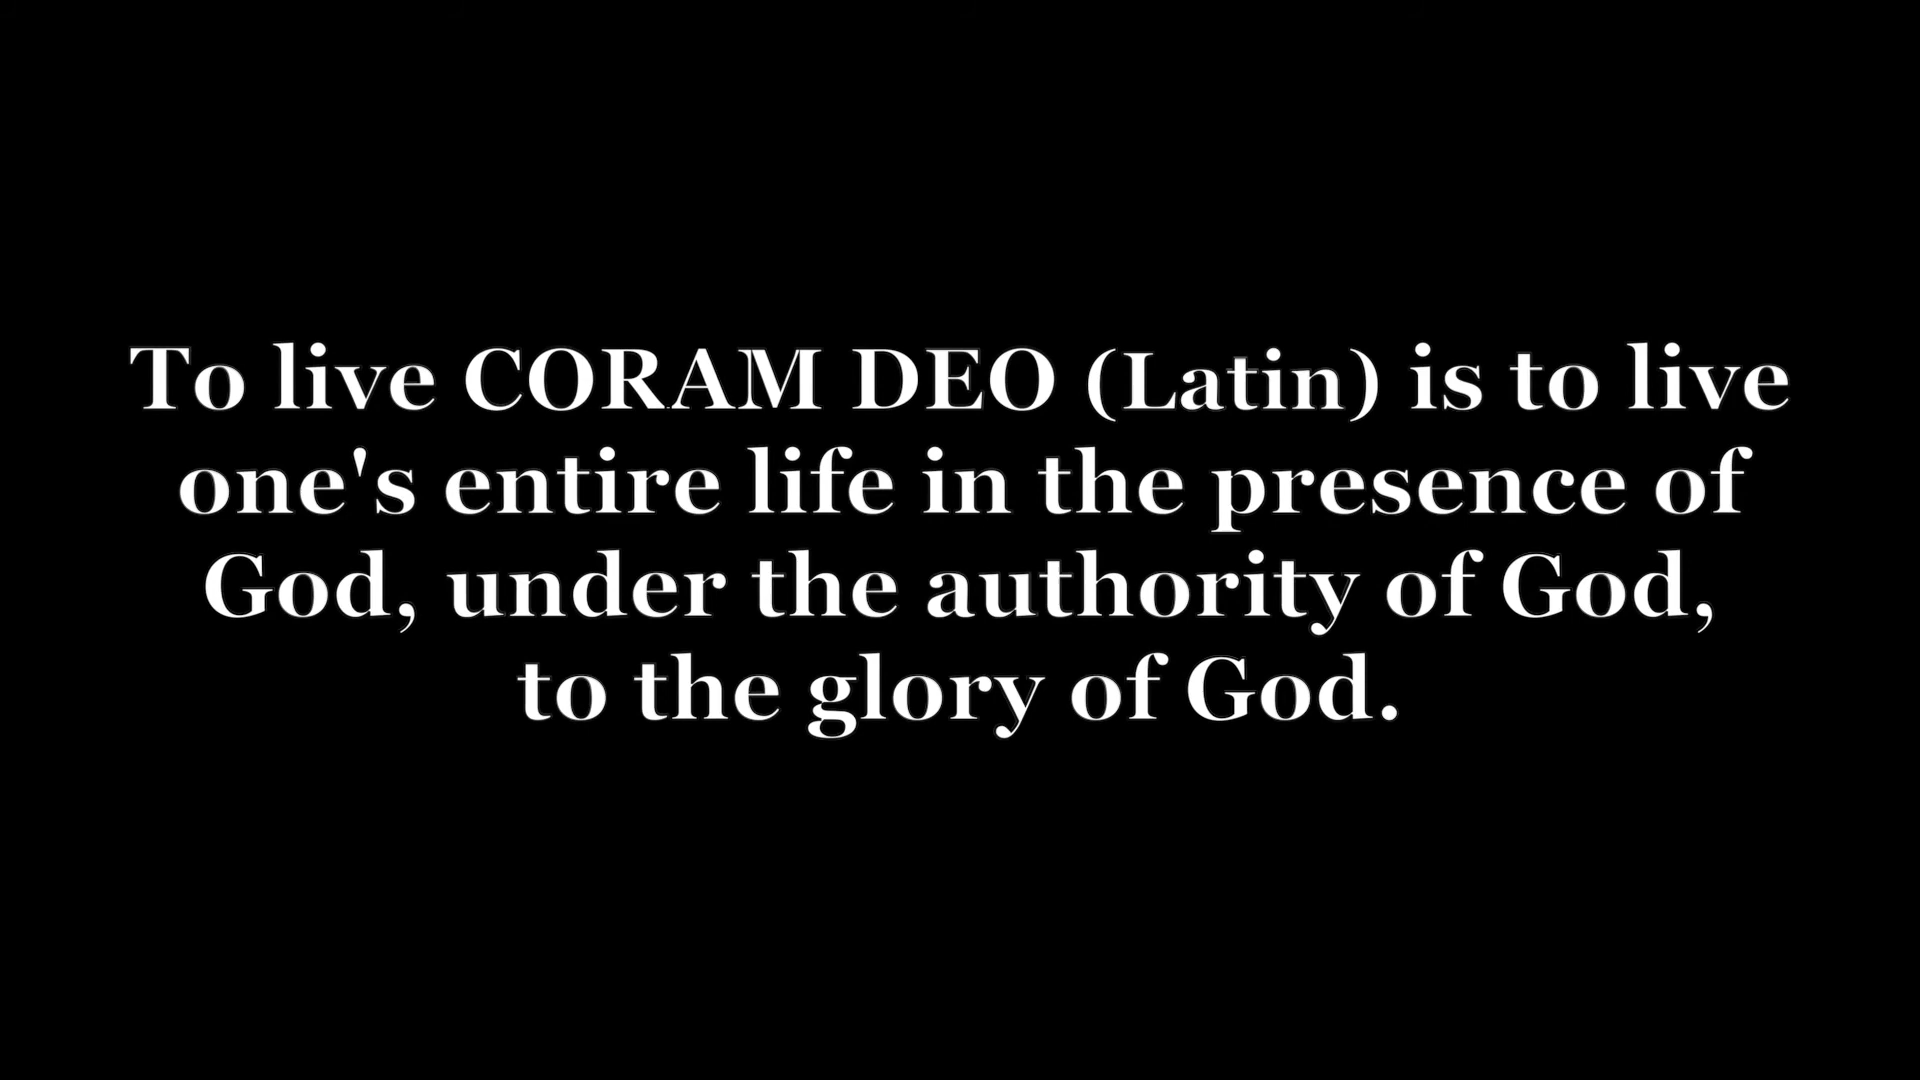 To live CORAM DEO (Latin) is to live
one's entire life in the presence of
God, under the authority of God,
to the glory of God.